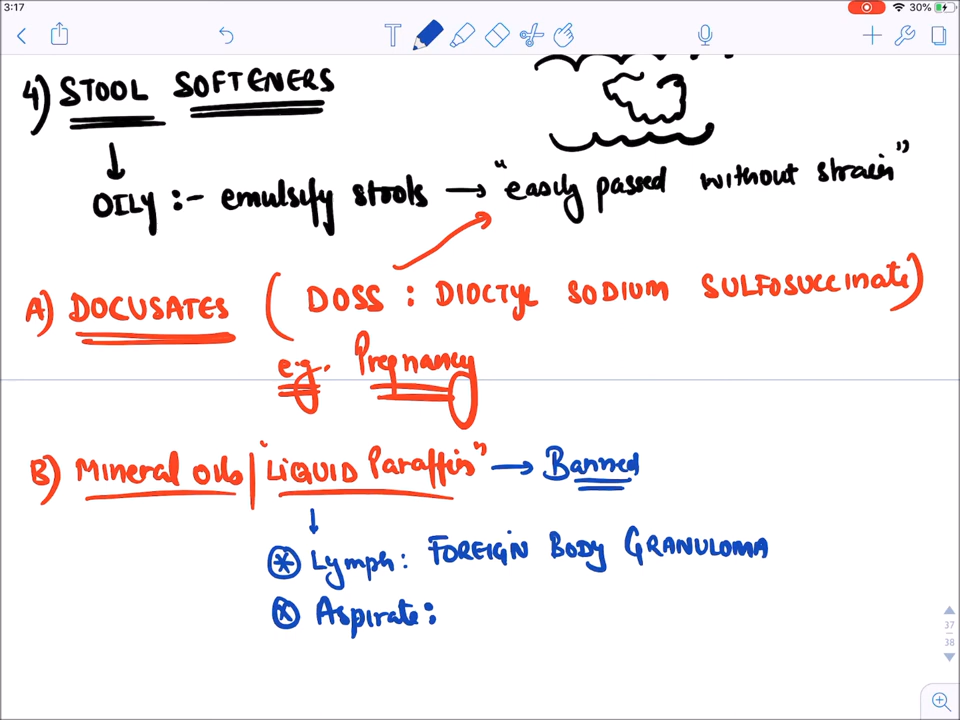 3:17
30%
4) STOOL SOFTENERS
OILY :- emulsify stools → "easily passed without strain"
A) DOCUSATES ( DOSS : DIOCTYL SODIUM SULFOSUCCINATE)
e.g. Pregnancy
B) Mineral oils | "LIQUID Paraffin" → Banned
Lymph: FOREIGN BODY GRANULOMA
Aspirate:
37
38